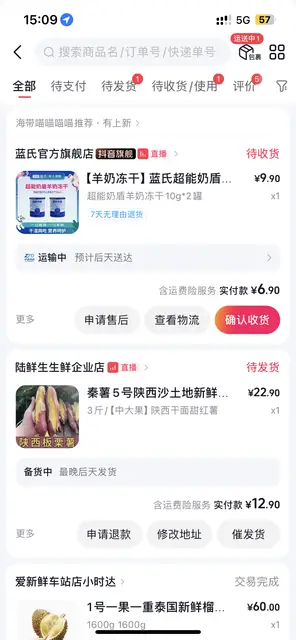 15:09
5G 57
搜索商品名/订单号/快递单号
运送中1
包裹
全部 待支付 待发货 1 待收货/使用 1 评价 5
海带喵喵喵喵推荐·有上新 >
蓝氏官方旗舰店 抖音旗舰 直播 >
待收货
【羊奶冻干】蓝氏超能奶盾... ¥9.90
超能奶盾羊奶冻干10g*2罐 x1
7天无理由退货
运输中 预计后天送达
含运费险服务 实付款 ¥6.90
更多 申请售后 查看物流 确认收货
陆鲜生生鲜企业店 直播 >
待发货
秦薯5号陕西沙土地新鲜... ¥22.90
3斤/【中大果】陕西干面甜红薯 x1
陕西板栗薯
备货中 最晚后天发货
含运费险服务 实付款 ¥12.90
更多 申请退款 修改地址 催发货
爱新鲜车站店小时达 >
交易完成
1号一果一重泰国新鲜榴... ¥60.00
1600g 1600g x1